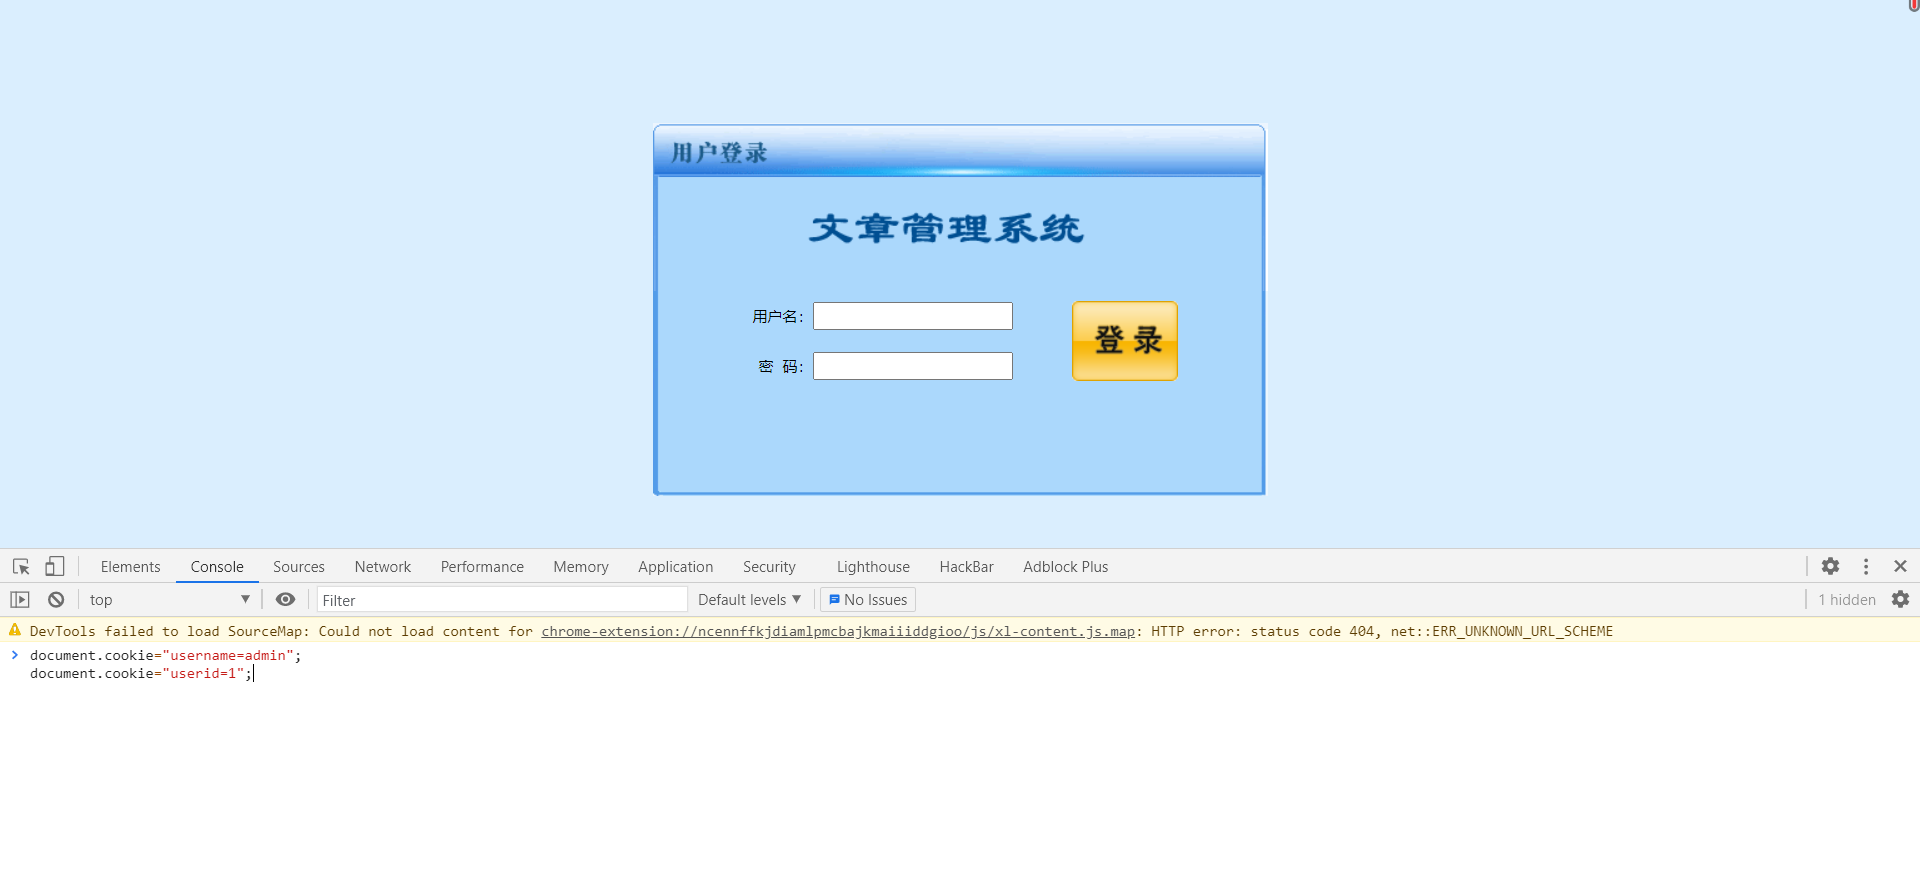 用户登录
文章管理系统
用户名:
登 录
密 码:
Elements Console Sources Network Performance Memory Application Security Lighthouse HackBar Adblock Plus
top Filter Default levels No Issues 1 hidden
DevTools failed to load SourceMap: Could not load content for chrome-extension://ncennffkjdiamlpmcbajkmaiiiddgioo/js/xl-content.js.map: HTTP error: status code 404, net::ERR_UNKNOWN_URL_SCHEME
document.cookie="username=admin";
document.cookie="userid=1";